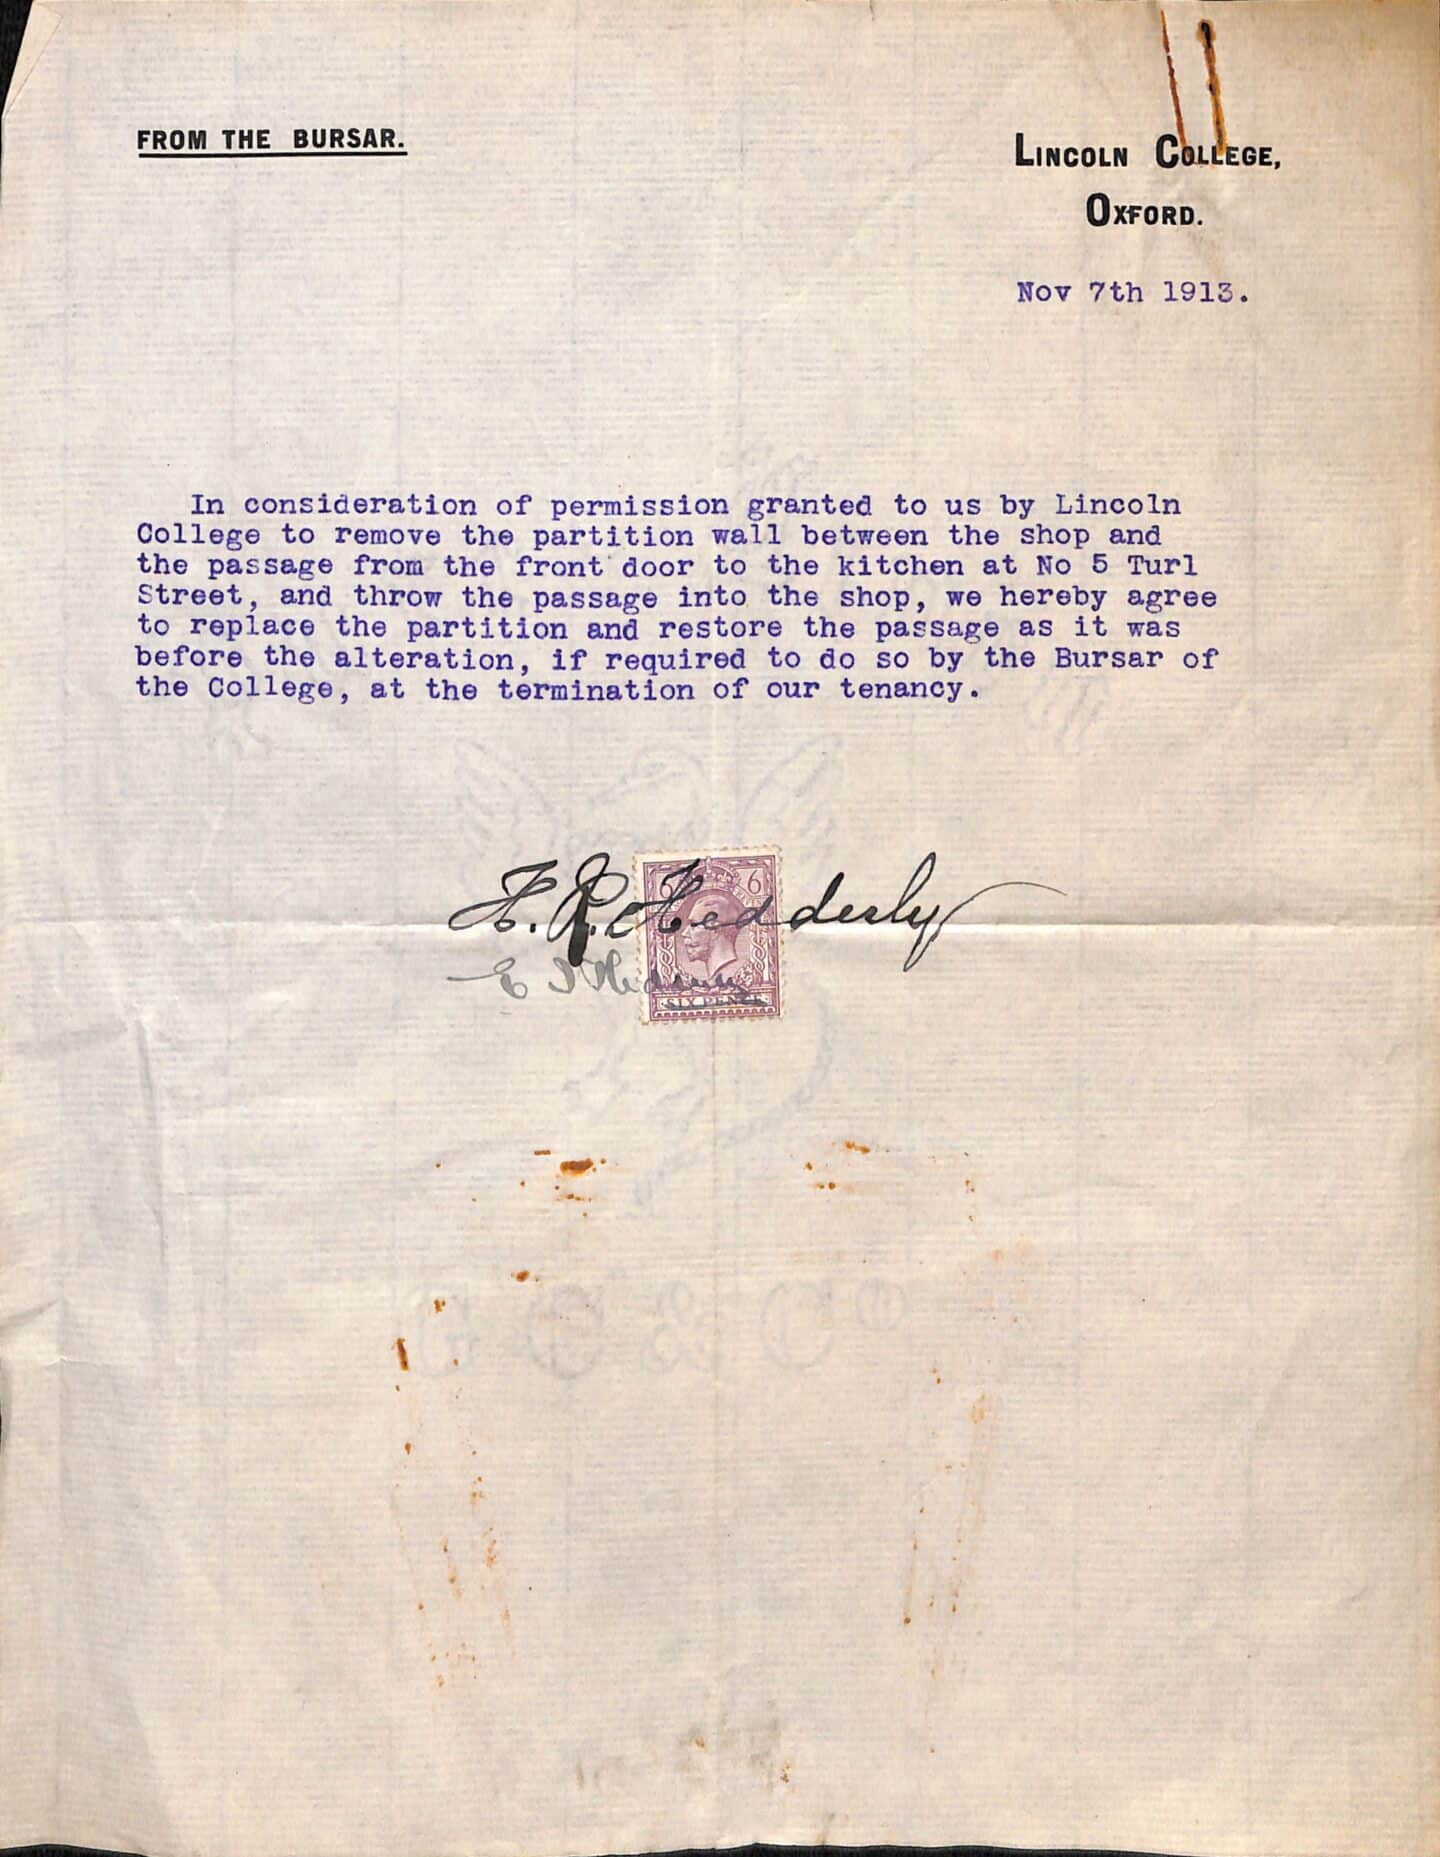 FROM THE BURSAR.
LINCOLN COLLEGE,
OXFORD.
Nov 7th 1913.
In consideration of permission granted to us by Lincoln
College to remove the partition wall between the shop and
the passage from the front door to the kitchen at No 5 Turl
Street, and throw the passage into the shop, we hereby agree
to replace the partition and restore the passage as it was
before the alteration, if required to do so by the Bursar of
the College, at the termination of our tenancy.
H. R. Hedderly
6 6
SIX PENCE